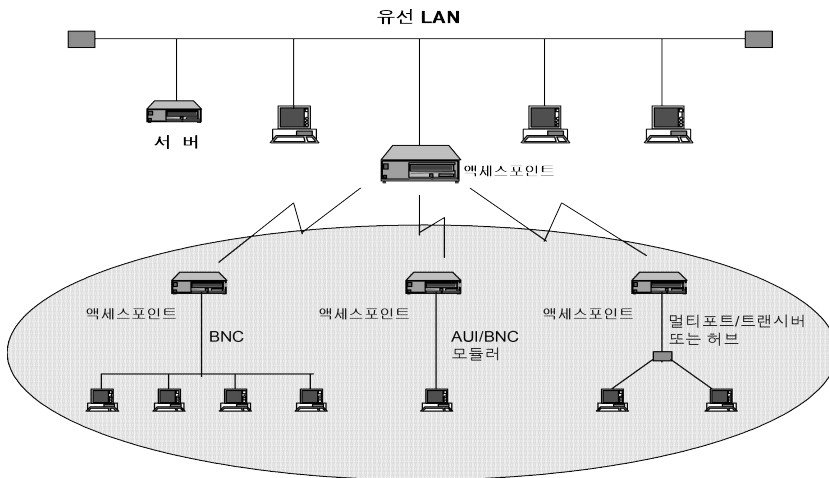 유선 LAN
서 버
액세스포인트
액세스포인트
BNC
액세스포인트
AUI/BNC
모듈러
액세스포인트
멀티포트/트랜시버
또는 허브